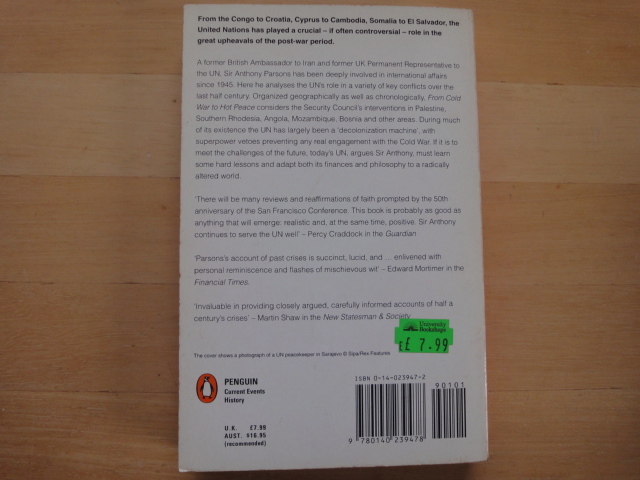 From the Congo to Croatia, Cyprus to Cambodia, Somalia to El Salvador, the
United Nations has played a crucial – if often controversial – role in the
great upheavals of the post-war period.
A former British Ambassador to Iran and former UK Permanent Representative to
the UN, Sir Anthony Parsons has been deeply involved in international affairs
since 1945. Here he analyses the UN's role in a variety of key conflicts over the
last half century. Organized geographically as well as chronologically, From Cold
War to Hot Peace considers the Security Council's interventions in Palestine,
Southern Rhodesia, Angola, Mozambique, Bosnia and other areas. During much
of its existence the UN has largely been a 'decolonization machine', with
superpower vetoes preventing any real engagement with the Cold War. If it is to
meet the challenges of the future, today's UN, argues Sir Anthony, must learn
some hard lessons and adapt both its finances and philosophy to a radically
altered world.
'There will be many reviews and reaffirmations of faith prompted by the 50th
anniversary of the San Francisco Conference. This book is probably as good as
anything that will emerge: realistic and, at the same time, positive. Sir Anthony
continues to serve the UN well' – Percy Craddock in the Guardian
'Parsons's account of past crises is succinct, lucid, and ... enlivened with
personal reminiscence and flashes of mischievous wit' – Edward Mortimer in the
Financial Times.
'Invaluable in providing closely argued, carefully informed accounts of half a
century's crises' – Martin Shaw in the New Statesman & Society
University
Bookshops
££ 7.99
The cover shows a photograph of a UN peacekeeper in Sarajevo © Sipa/Rex Features
PENGUIN
Current Events
History
U.K. £7.99
AUST. $16.95
(recommended)
ISBN 0-14-023947-2
90101
9 780140 239478